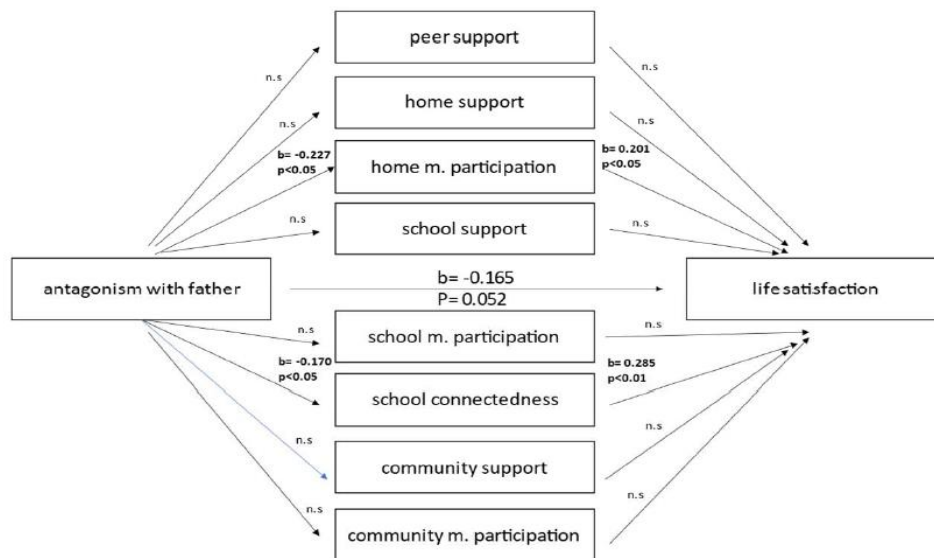 peer support
n.s
home support
n.s
n.s
n.s
b= -0.227
p<0.05
home m. participation
b= 0.201
p<0.05
n.s
school support
n.s
antagonism with father
b= -0.165
P= 0.052
life satisfaction
n.s
school m. participation
n.s
b= -0.170
p<0.05
school connectedness
b= 0.285
p<0.01
n.s
community support
n.s
n.s
community m. participation
n.s